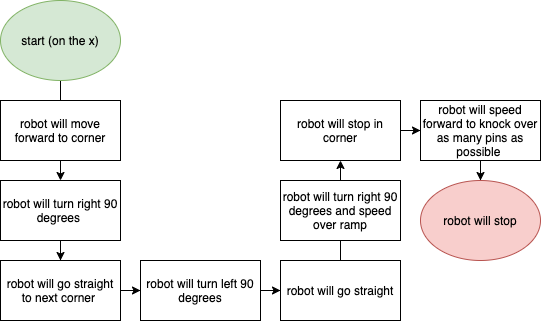 start (on the x)
robot will move
forward to corner
robot will turn right 90
degrees
robot will go straight
to next corner
robot will turn left 90
degrees
robot will go straight
robot will turn right 90
degrees and speed
over ramp
robot will stop in
corner
robot will speed
forward to knock over
as many pins as
possible
robot will stop